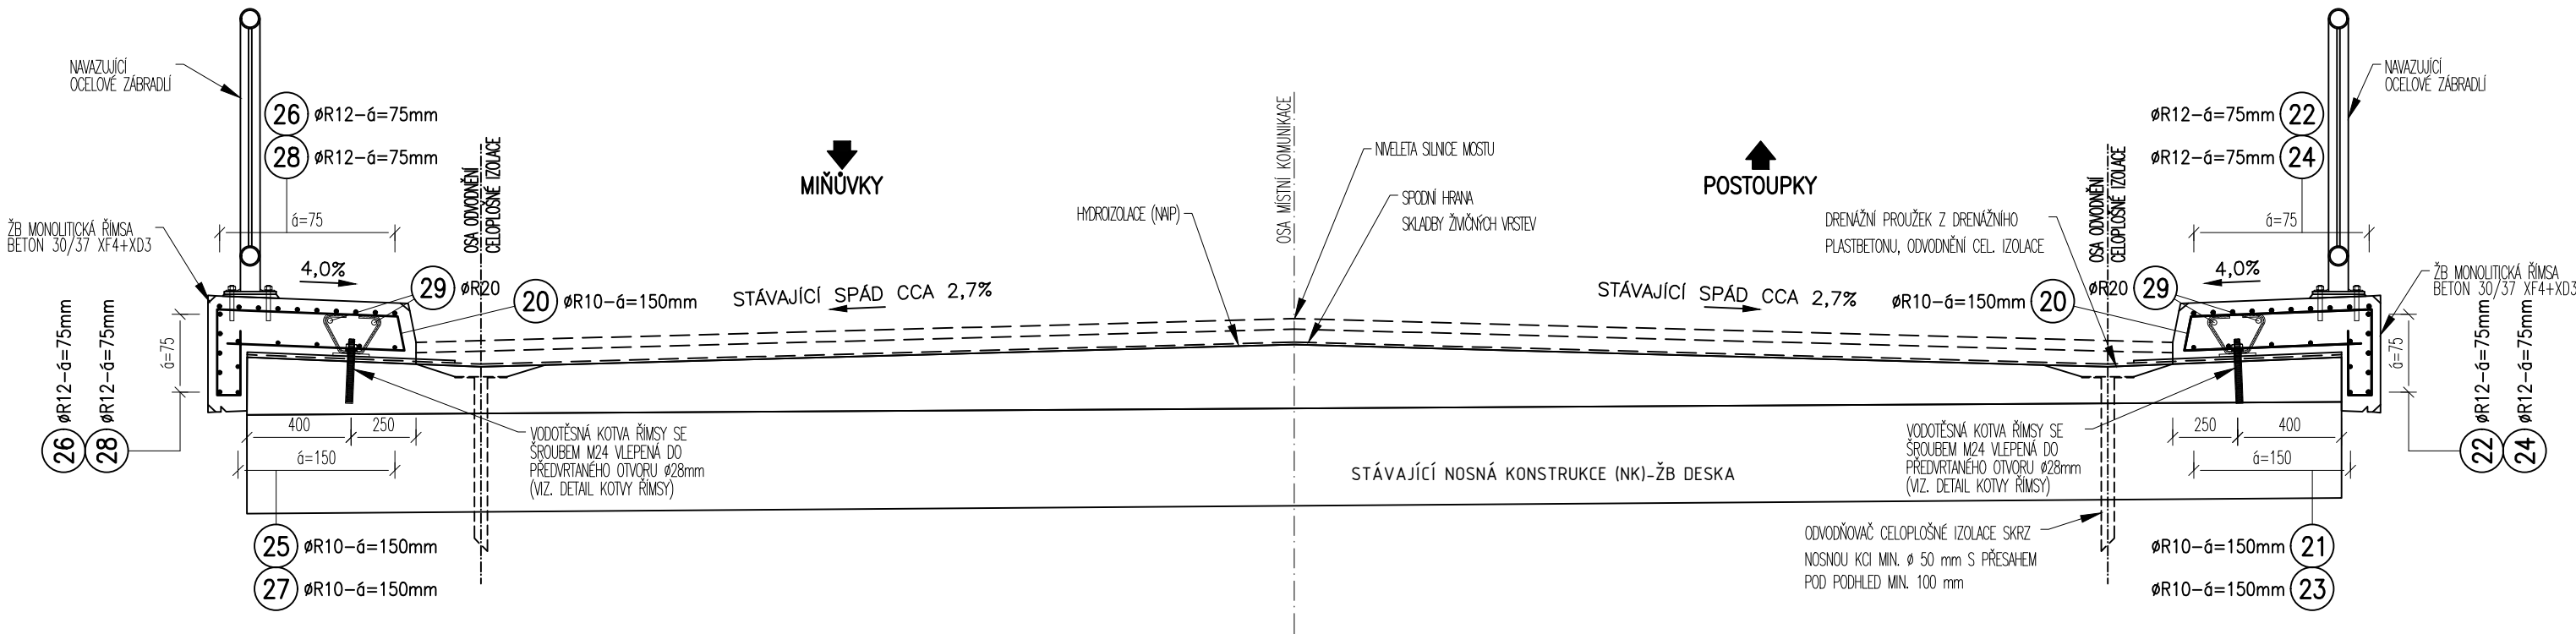 NAVAZUJÍCÍ
OCELOVÉ ZÁBRADLÍ
26 øR12-á=75mm
28 øR12-á=75mm
á=75
ŽB MONOLITICKÁ ŘÍMSA
BETON 30/37 XF4+XD3
4,0%
29 øR20
20 øR10-á=150mm
OSA ODVODNĚNÍ
CELOPLOŠNÉ IZOLACE
MIŇŮVKY
STÁVAJÍCÍ SPÁD CCA 2,7%
HYDROIZOLACE (NAIP)
OSA MÍSTNÍ KOMUNIKACE
NIVELETA SILNICE MOSTU
SPODNÍ HRANA
SKLADBY ŽIVIČNÝCH VRSTEV
POSTOUPKY
STÁVAJÍCÍ SPÁD CCA 2,7%
DRENÁŽNÍ PROUŽEK Z DRENÁŽNÍHO
PLASTBETONU, ODVODNĚNÍ CEL. IZOLACE
OSA ODVODNĚNÍ
CELOPLOŠNÉ IZOLACE
øR12-á=75mm 22
øR12-á=75mm 24
á=75
NAVAZUJÍCÍ
OCELOVÉ ZÁBRADLÍ
4,0%
øR20 29
øR10-á=150mm 20
ŽB MONOLITICKÁ ŘÍMSA
BETON 30/37 XF4+XD3
á=75
26 øR12-á=75mm
28 øR12-á=75mm
400
250
á=150
VODOTĚSNÁ KOTVA ŘÍMSY SE
ŠROUBEM M24 VLEPENÁ DO
PŘEDVRTANÉHO OTVORU ø28mm
(VIZ. DETAIL KOTVY ŘÍMSY)
25 øR10-á=150mm
27 øR10-á=150mm
STÁVAJÍCÍ NOSNÁ KONSTRUKCE (NK)-ŽB DESKA
VODOTĚSNÁ KOTVA ŘÍMSY SE
ŠROUBEM M24 VLEPENÁ DO
PŘEDVRTANÉHO OTVORU ø28mm
(VIZ. DETAIL KOTVY ŘÍMSY)
250
400
á=150
á=75
22 øR12-á=75mm
24 øR12-á=75mm
ODVODŇOVAČ CELOPLOŠNÉ IZOLACE SKRZ
NOSNOU KCI MIN. ø 50 mm S PŘESAHEM
POD PODHLED MIN. 100 mm
øR10-á=150mm 21
øR10-á=150mm 23